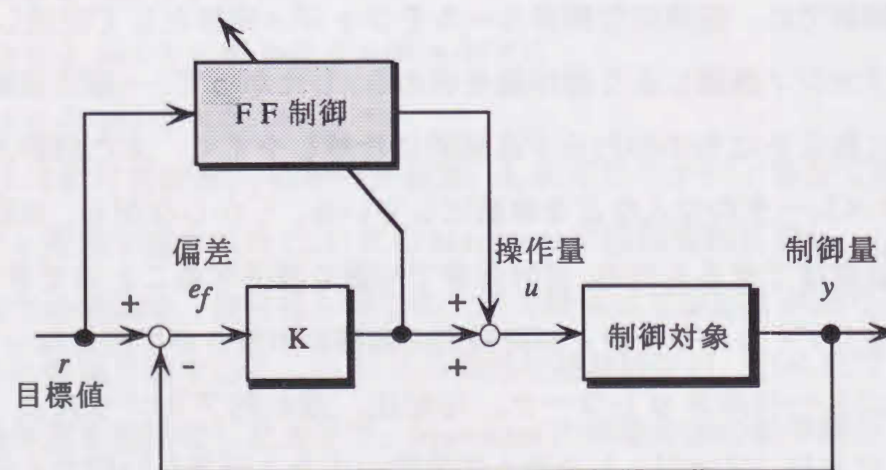 FF制御
偏差
ef
操作量
u
制御量
y
+
+
K
制御対象
r
-
+
目標値